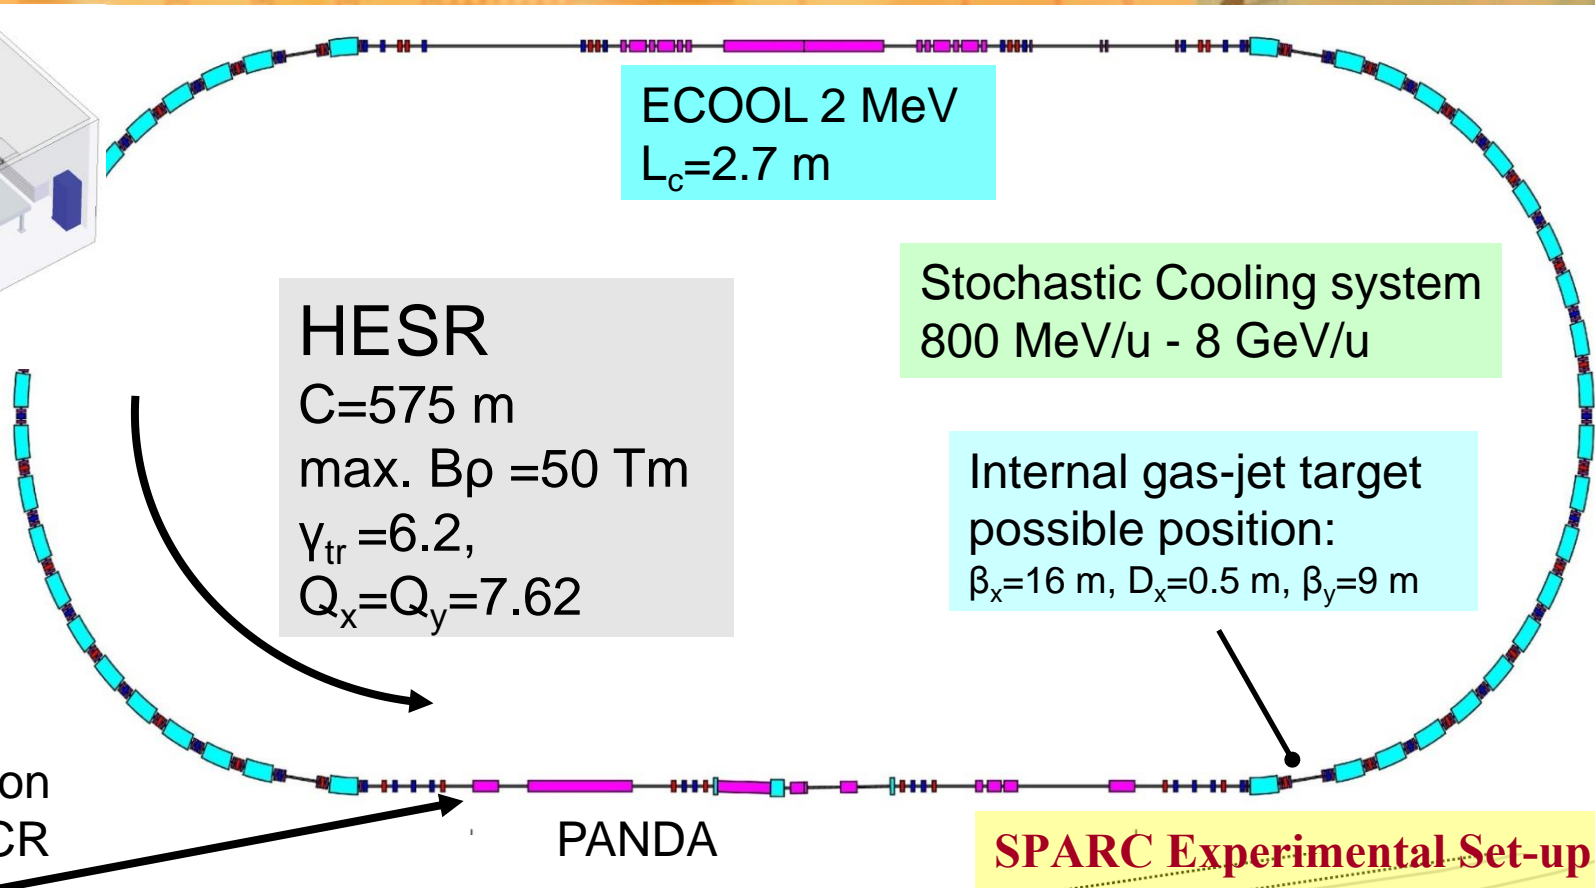 ECOOL 2 MeV
Lc=2.7 m
Stochastic Cooling system
800 MeV/u - 8 GeV/u
HESR
C=575 m
max. Bρ =50 Tm
γtr =6.2,
Qx=Qy=7.62
Internal gas-jet target
possible position:
βx=16 m, Dx=0.5 m, βy=9 m
on
CR
PANDA
SPARC Experimental Set-up